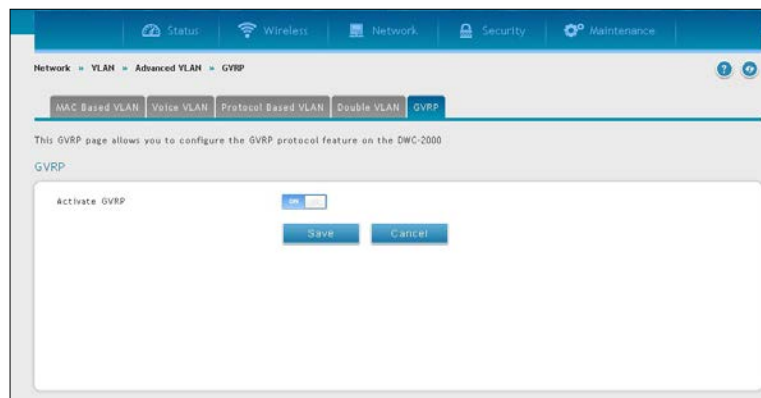 Status Wireless Network Security Maintenance
Network » VLAN » Advanced VLAN » GVRP
MAC Based VLAN Voice VLAN Protocol Based VLAN Double VLAN GVRP
This GVRP page allows you to configure the GVRP protocol feature on the DWC-2000
GVRP
Activate GVRP ON
Save Cancel